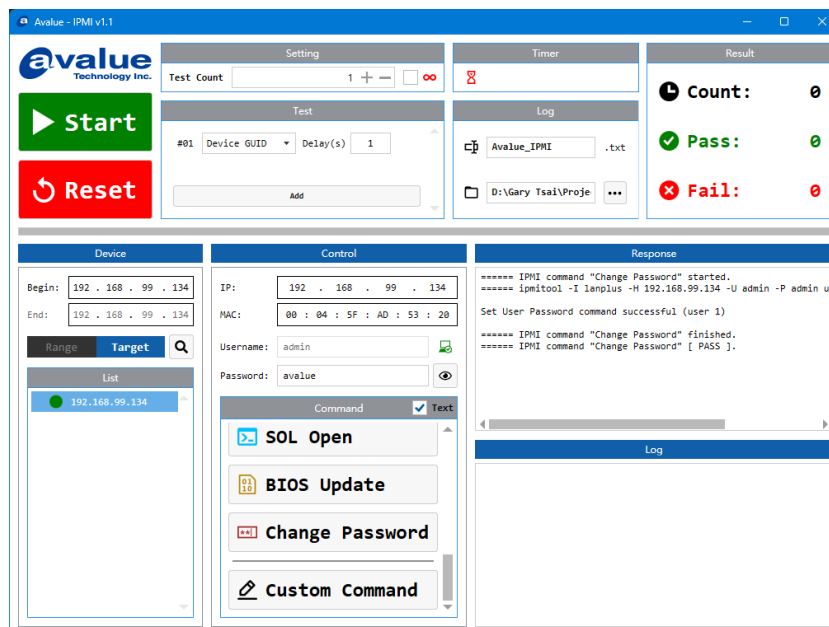 Avalue - IPMI v1.1
avalue
Technology Inc.
Start
Reset
Setting
Test Count 1
Test
#01 Device GUID Delay(s) 1
Add
Timer
Log
Avalue_IPMI .txt
D:\Gary Tsai\Proje
Result
Count: 0
Pass: 0
Fail: 0
Device
Begin: 192 . 168 . 99 . 134
End: 192 . 168 . 99 . 134
Range Target
List
192.168.99.134
Control
IP: 192 . 168 . 99 . 134
MAC: 00 : 04 : 5F : AD : 53 : 20
Username: admin
Password: avalue
Command Text
SOL Open
BIOS Update
Change Password
Custom Command
Response
====== IPMI command "Change Password" started.
====== ipmitool -I lanplus -H 192.168.99.134 -U admin -P admin u
Set User Password command successful (user 1)
====== IPMI command "Change Password" finished.
====== IPMI command "Change Password" [ PASS ].
Log